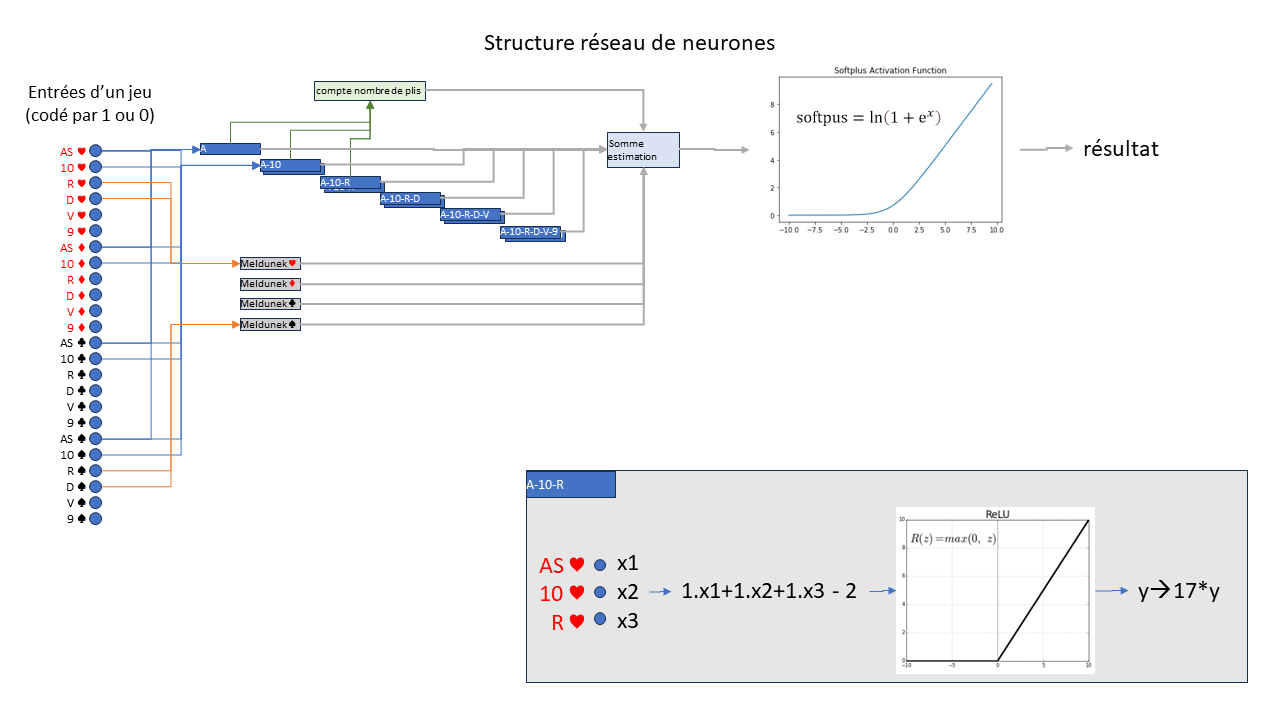 Structure réseau de neurones
Entrées d’un jeu
(codé par 1 ou 0)
AS ♥
10 ♥
R ♥
D ♥
V ♥
9 ♥
AS ♦
10 ♦
R ♦
D ♦
V ♦
9 ♦
AS ♣
10 ♣
R ♣
D ♣
V ♣
9 ♣
AS ♠
10 ♠
R ♠
D ♠
V ♠
9 ♠
compte nombre de plis
A
A-10
A-10-R
A-10-R-D
A-10-R-D-V
A-10-R-D-V-9
Meldunek ♥
Meldunek ♦
Meldunek ♣
Meldunek ♠
Somme
estimation
Softplus Activation Function
softpus = ln(1 + e^x)
8
6
4
2
0
−10.0 −7.5 −5.0 −2.5 0.0 2.5 5.0 7.5 10.0
résultat
A-10-R
AS ♥ x1
10 ♥ x2
R ♥ x3
1.x1+1.x2+1.x3 - 2
ReLU
R(z)=max(0, z)
10
8
6
4
2
0
−10 −5 0 5 10
y→17*y